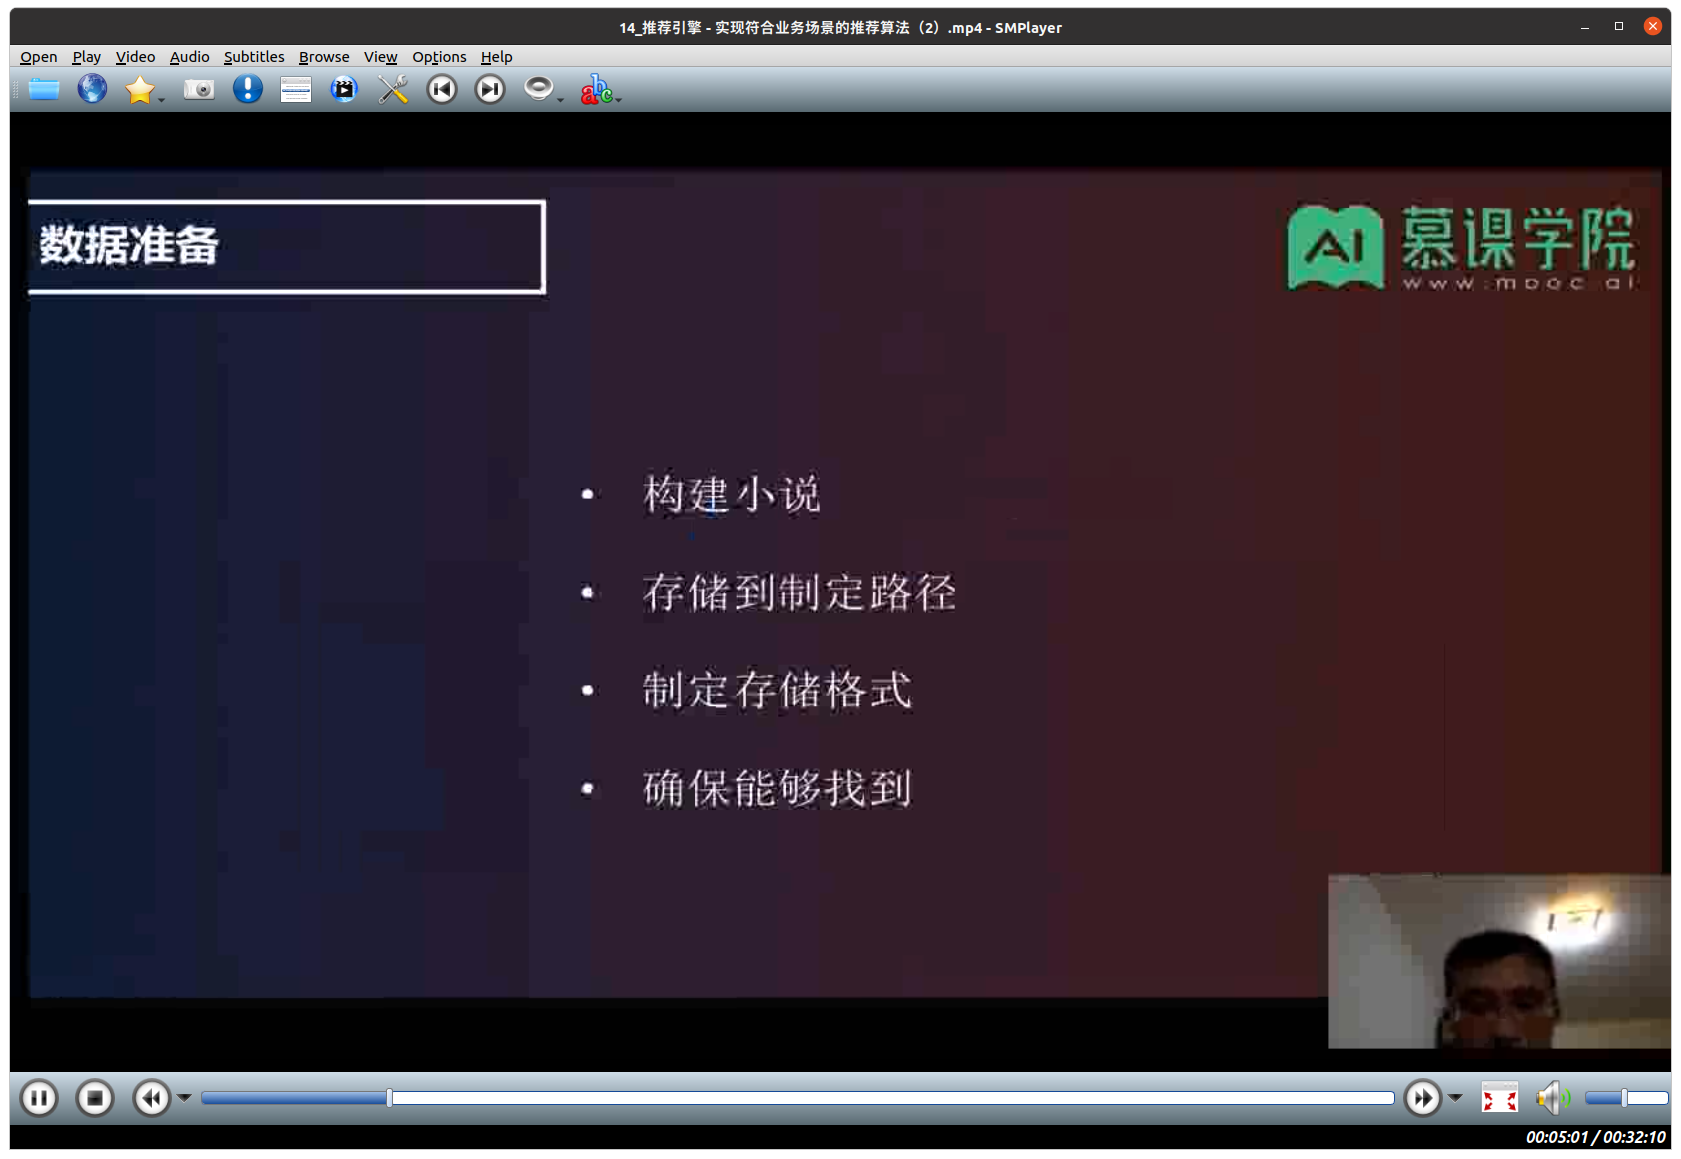 14_推荐引擎 - 实现符合业务场景的推荐算法（2）.mp4 - SMPlayer
Open Play Video Audio Subtitles Browse View Options Help
abc
数据准备
AI 慕课学院
www.mooc.ai
• 构建小说
• 存储到制定路径
• 制定存储格式
• 确保能够找到
00:05:01 / 00:32:10